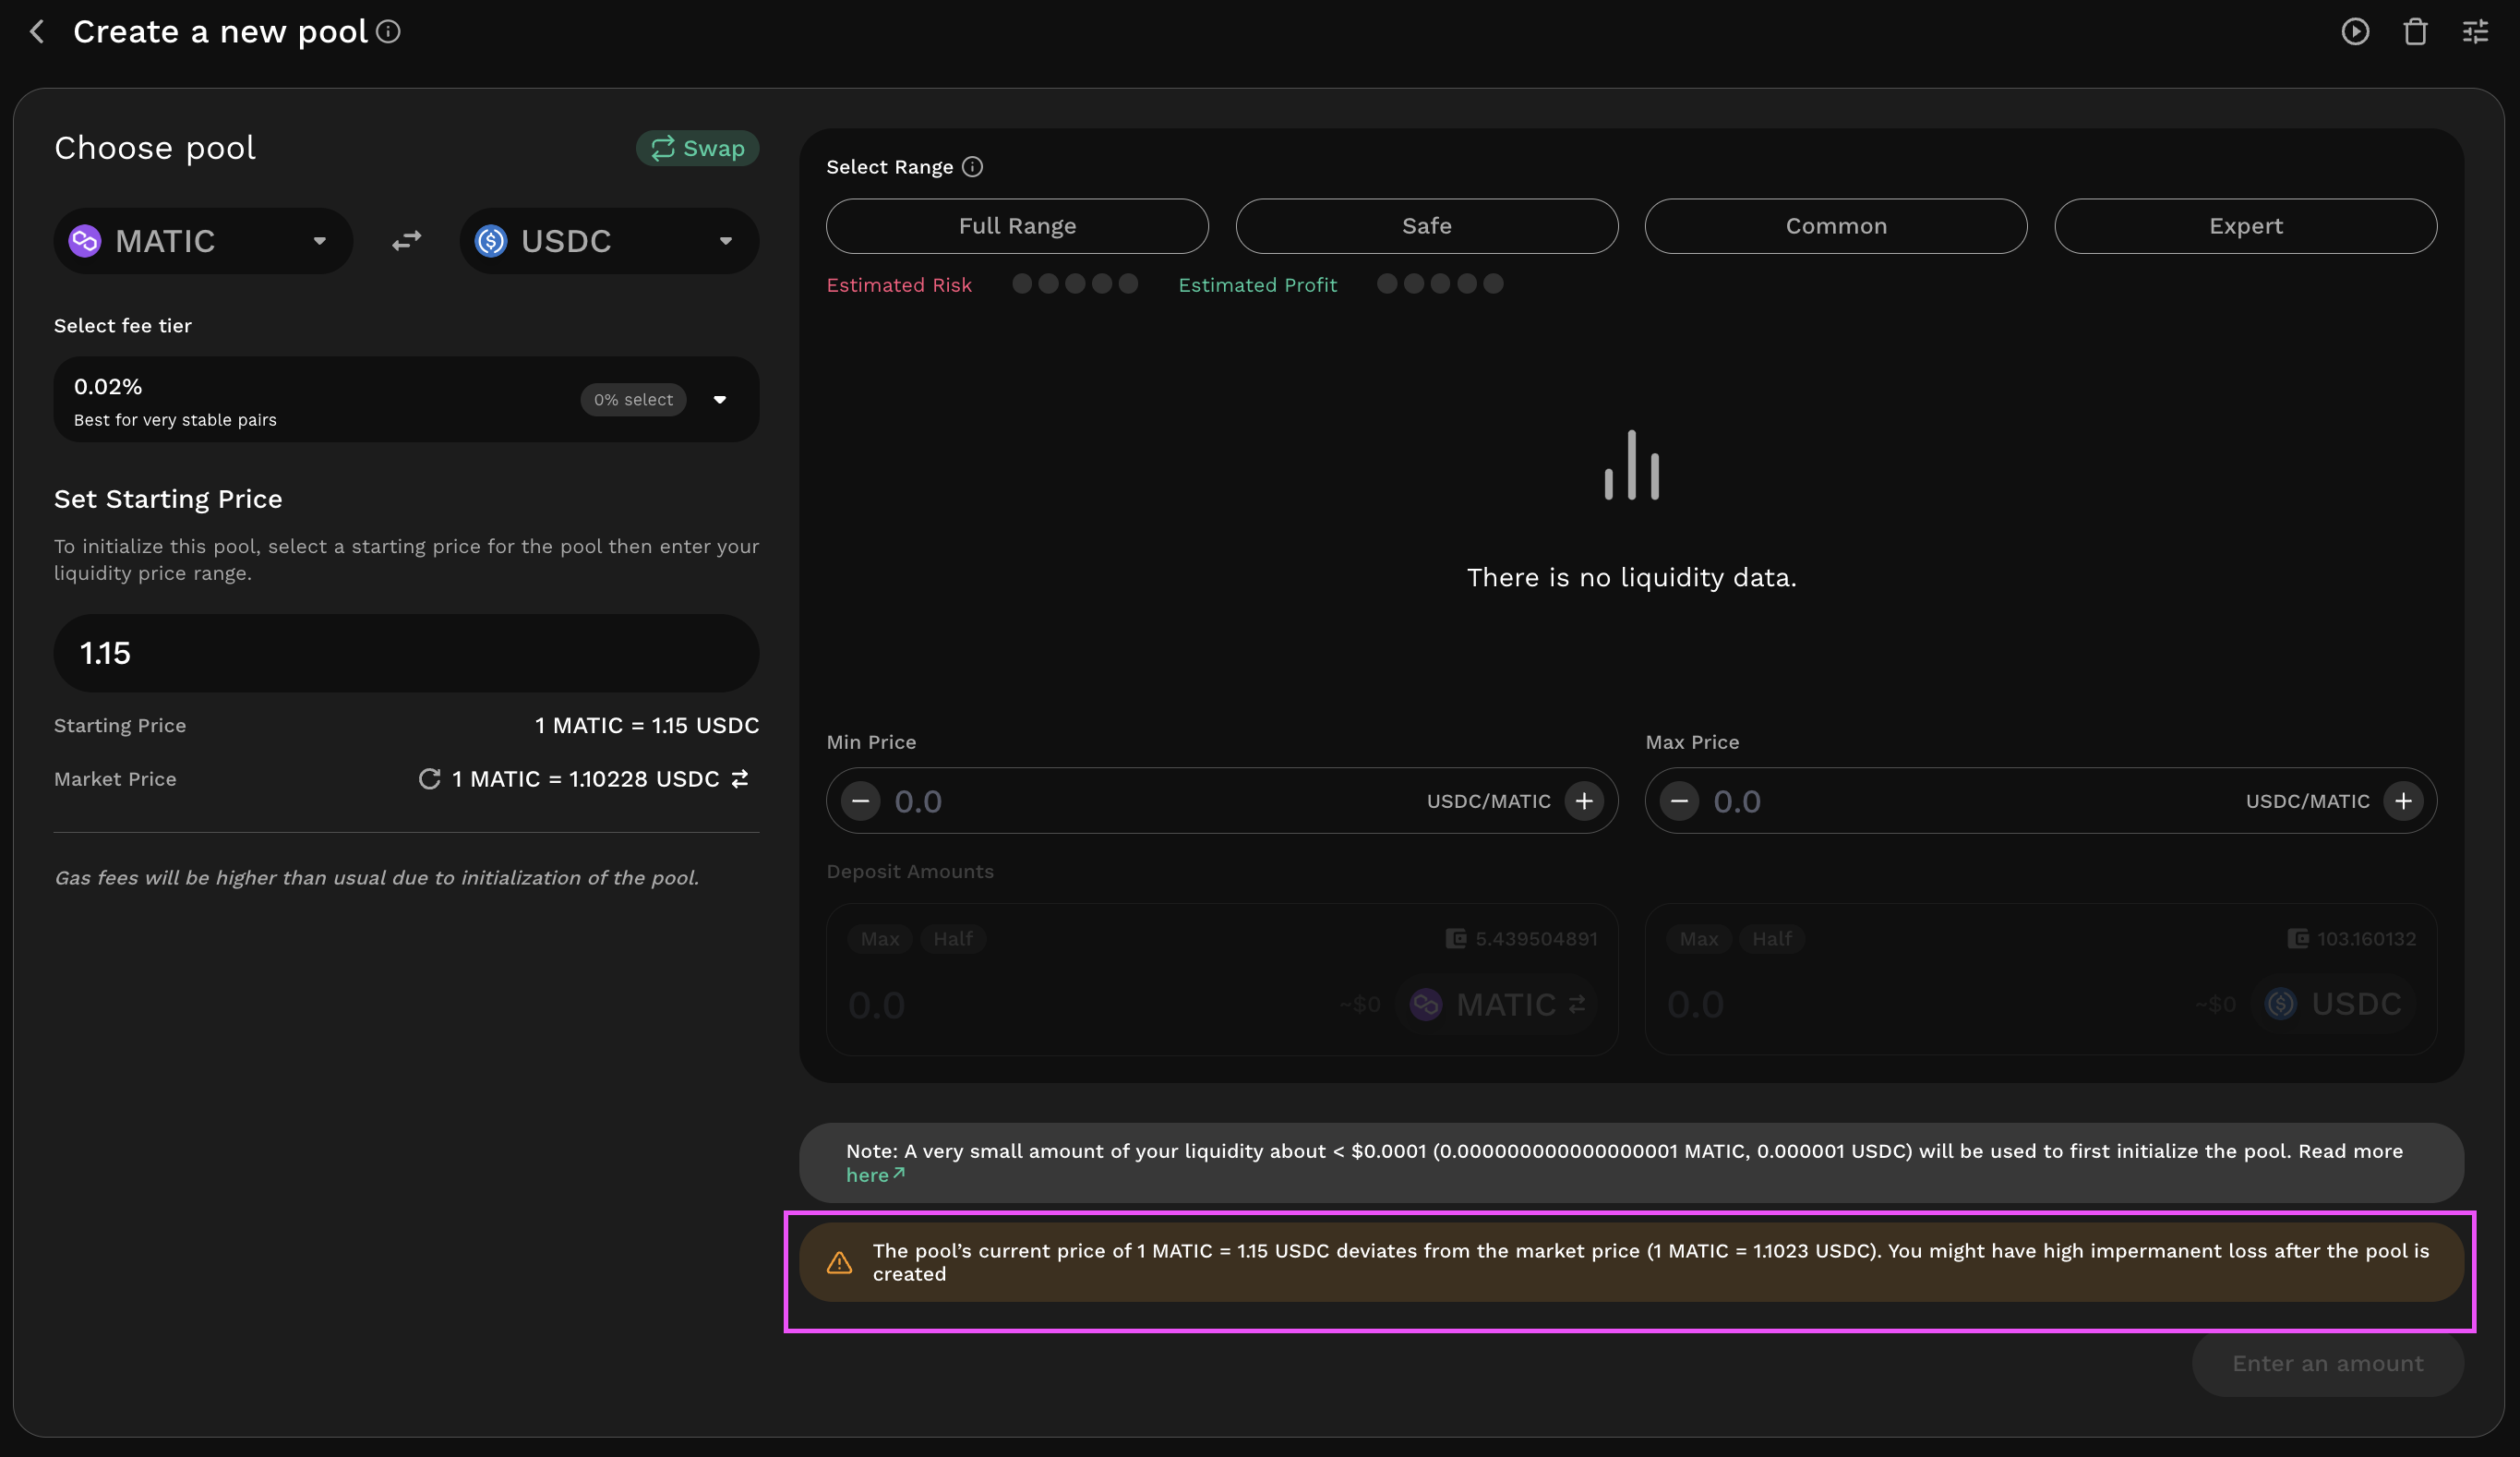 Create a new pool
Choose pool
Swap
MATIC
USDC
Select fee tier
0.02%
Best for very stable pairs
0% select
Set Starting Price
To initialize this pool, select a starting price for the pool then enter your
liquidity price range.
1.15
Starting Price
1 MATIC = 1.15 USDC
Market Price
1 MATIC = 1.10228 USDC
Gas fees will be higher than usual due to initialization of the pool.
Select Range
Full Range
Safe
Common
Expert
Estimated Risk
Estimated Profit
There is no liquidity data.
Min Price
0.0
USDC/MATIC
Max Price
0.0
USDC/MATIC
Deposit Amounts
Max
Half
5.439504891
0.0
~$0
MATIC
Max
Half
103.160132
0.0
~$0
USDC
Note: A very small amount of your liquidity about < $0.0001 (0.000000000000000001 MATIC, 0.000001 USDC) will be used to first initialize the pool. Read more
here↗
The pool’s current price of 1 MATIC = 1.15 USDC deviates from the market price (1 MATIC = 1.1023 USDC). You might have high impermanent loss after the pool is
created
Enter an amount